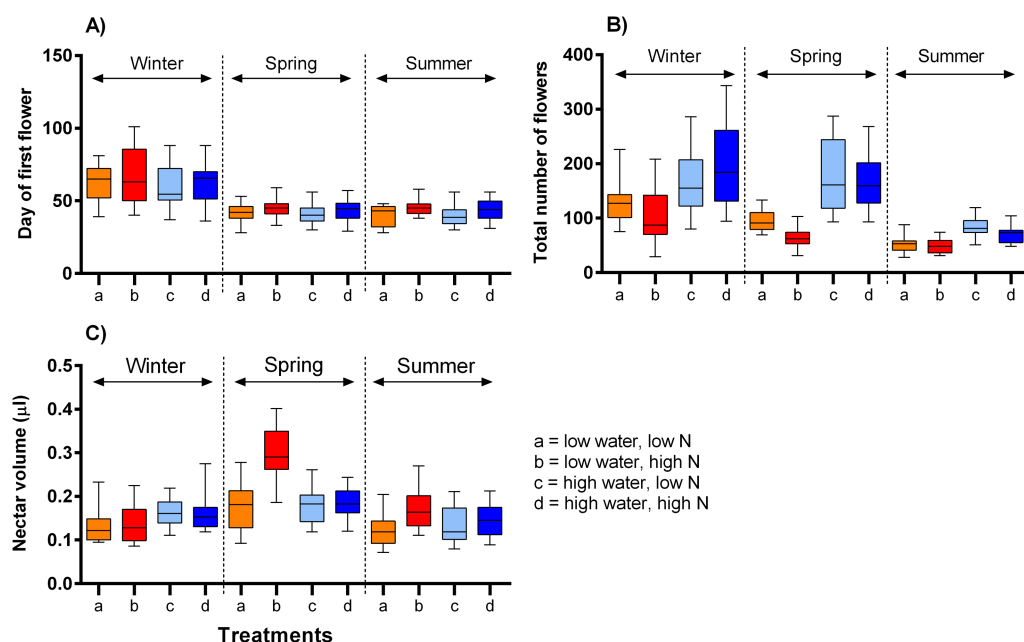 A)
Day of first flower
150
100
50
0
Winter Spring Summer
a b c d a b c d a b c d
B)
Total number of flowers
400
300
200
100
0
Winter Spring Summer
a b c d a b c d a b c d
C)
Nectar volume (µl)
0.5
0.4
0.3
0.2
0.1
0.0
Winter Spring Summer
a b c d a b c d a b c d
Treatments
a = low water, low N
b = low water, high N
c = high water, low N
d = high water, high N